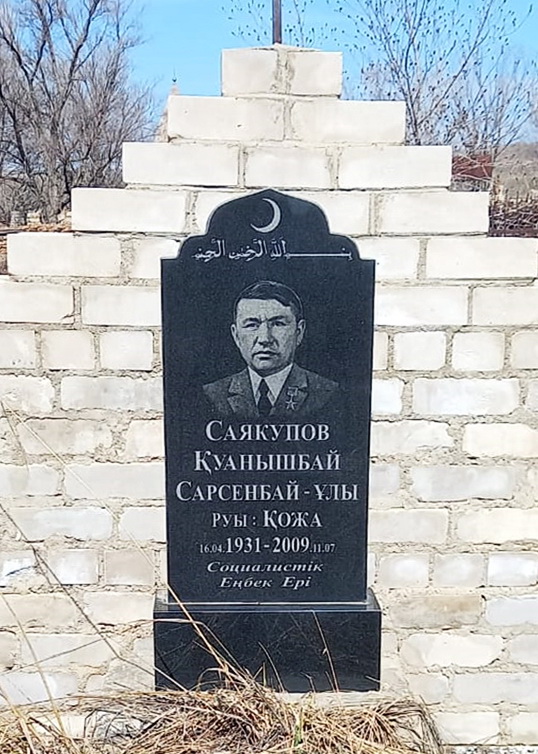 بسم الله الرحمن الرحيم
Саякупов
Қуанышбай
Сарсенбай-ұлы
руы: Қожа
16.04.1931-2009.11.07
Социалистік
Еңбек Ері